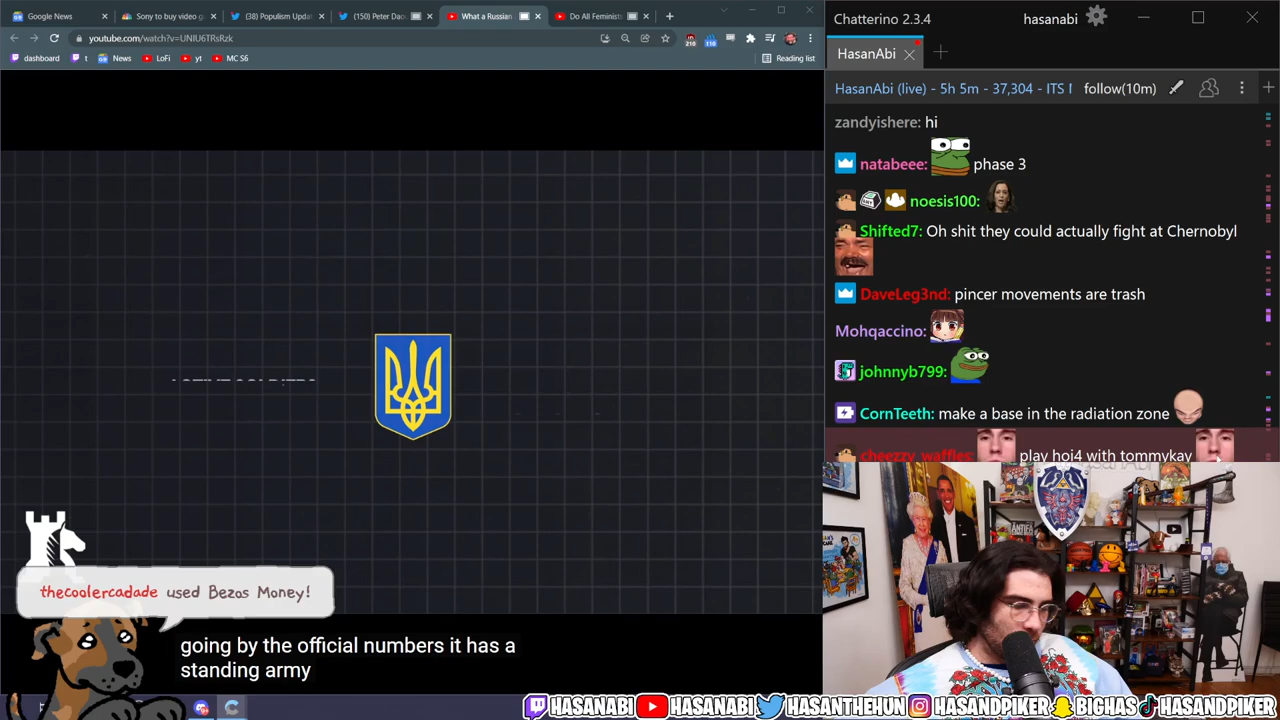 Google News
Sony to buy video g
(38) Populism Upda
(150) Peter Dao
What a Russian
Do All Feminist
youtube.com/watch?v=UNlU6TRsRzk
210
110
dashboard
t
News
LoFi
yt
MC S6
Reading list
Chatterino 2.3.4
hasanabi
HasanAbi
HasanAbi (live) - 5h 5m - 37,304 - ITS
follow(10m)
zandyishere: hi
natabeee: phase 3
noesis100:
Shifted7: Oh shit they could actually fight at Chernobyl
DaveLeg3nd: pincer movements are trash
Mohqaccino:
johnnyb799:
CornTeeth: make a base in the radiation zone
cheezzy_waffles: play hoi4 with tommykay
thecoolercadade used Bezos Money!
going by the official numbers it has a
standing army
HASANABI
HASANABI
HASANTHEHUN
HASANDPIKER
BIGHAS
HASANDPIKER